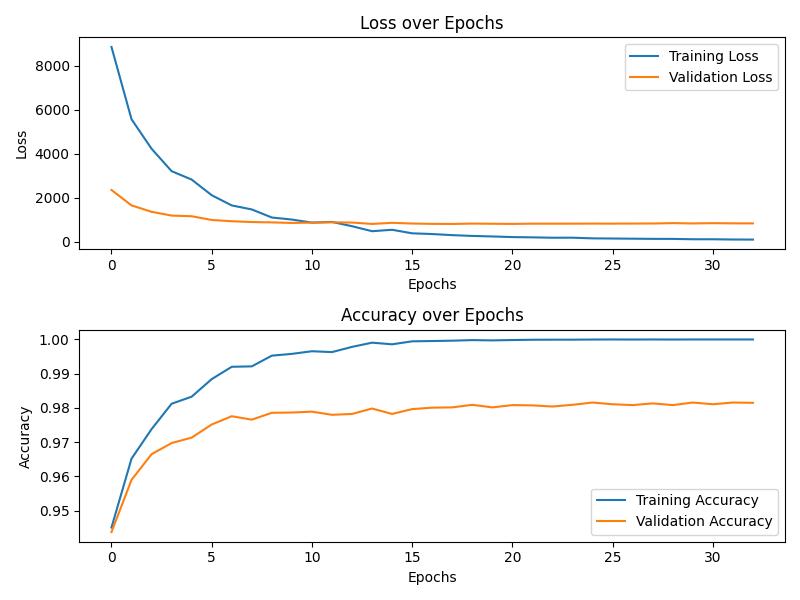 Loss over Epochs
Training Loss
Validation Loss
8000
6000
4000
2000
0
Loss
0 5 10 15 20 25 30
Epochs
Accuracy over Epochs
1.00
0.99
0.98
0.97
0.96
0.95
Accuracy
Training Accuracy
Validation Accuracy
0 5 10 15 20 25 30
Epochs